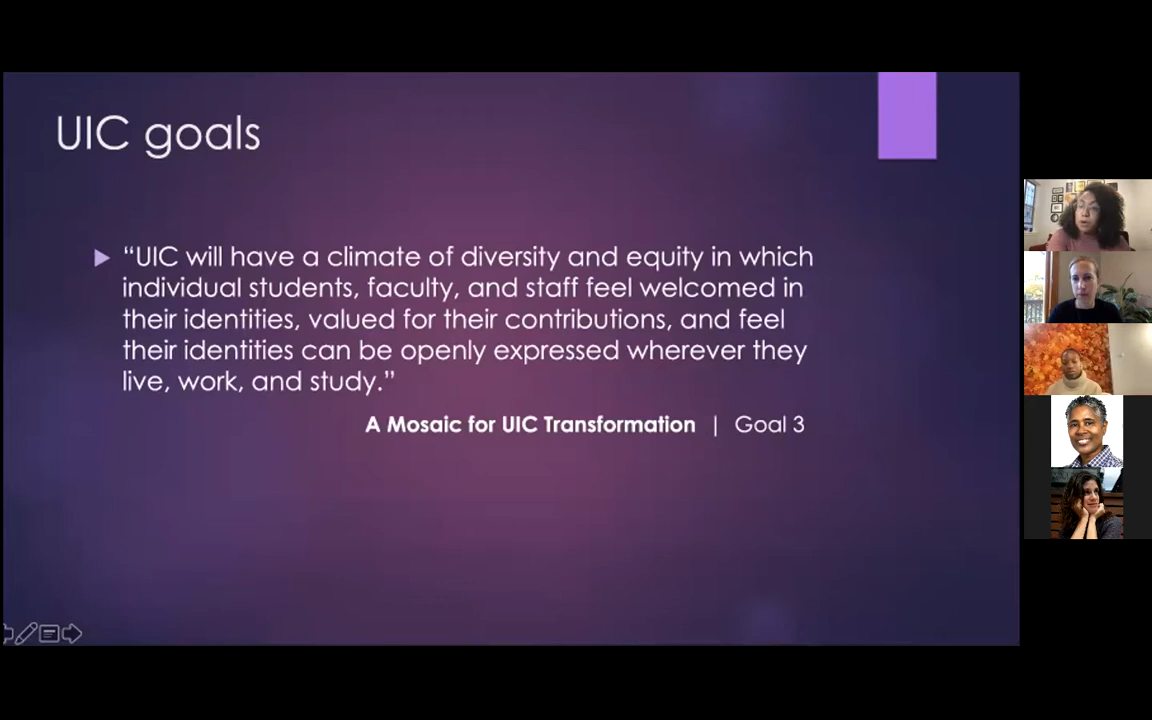 UIC goals
“UIC will have a climate of diversity and equity in which
individual students, faculty, and staff feel welcomed in
their identities, valued for their contributions, and feel
their identities can be openly expressed wherever they
live, work, and study.”
A Mosaic for UIC Transformation | Goal 3